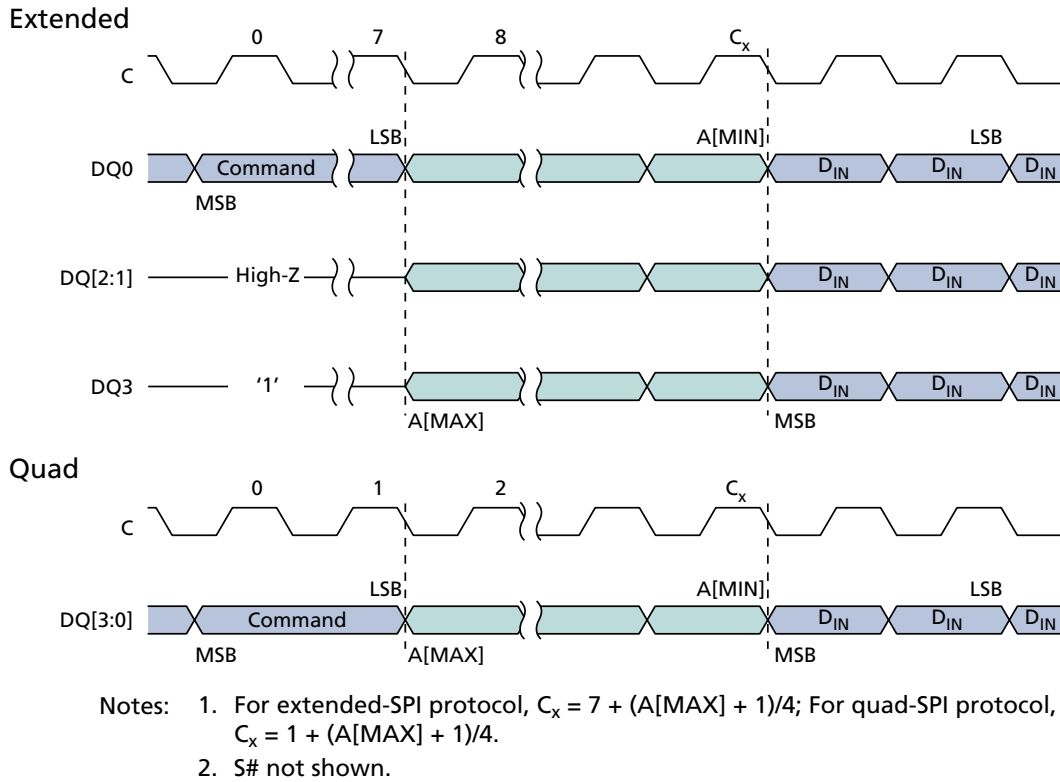 Extended
0 7 8 Cx
C
LSB A[MIN] LSB
DQ0 Command DIN DIN DIN
MSB
DQ[2:1] High-Z DIN DIN DIN
DQ3 ‘1’ DIN DIN DIN
A[MAX] MSB
Quad
0 1 2 Cx
C
LSB A[MIN] LSB
DQ[3:0] Command DIN DIN DIN
MSB A[MAX] MSB
Notes: 1. For extended-SPI protocol, Cx = 7 + (A[MAX] + 1)/4; For quad-SPI protocol,
Cx = 1 + (A[MAX] + 1)/4.
2. S# not shown.